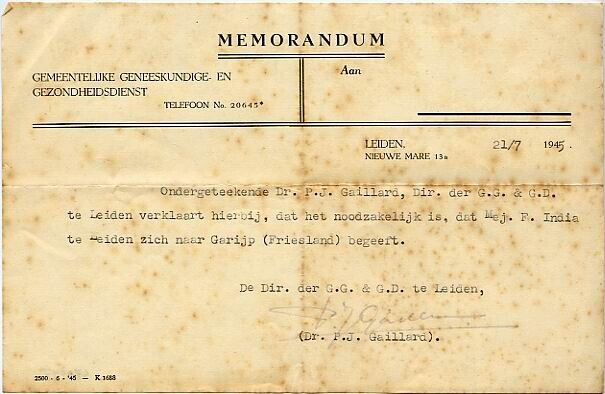 MEMORANDUM
GEMEENTELIJKE GENEESKUNDIGE- EN
GEZONDHEIDSDIENST
TELEFOON No. 20645*
Aan
LEIDEN, 21/7 1945.
NIEUWE MARE 13a
Ondergeteekende Dr. P.J. Gaillard, Dir. der G.G. & G.D.
te Leiden verklaart hierbij, dat het noodzakelijk is, dat Mej. F. India
te Leiden zich naar Garijp (Friesland) begeeft.
De Dir. der G.G. & G.D. te Leiden,
P J Gaillard
(Dr. P.J. Gaillard).
2500 - 6 - '45 — K 1688